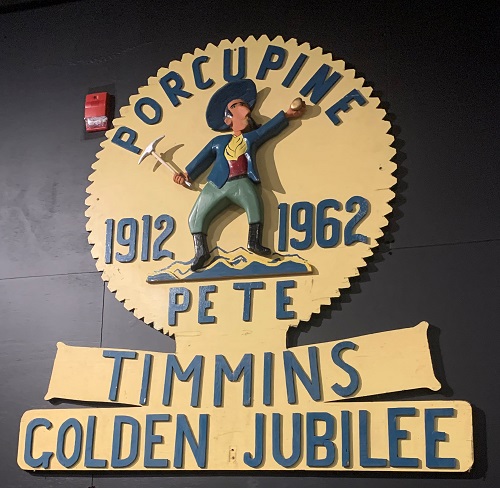 PORCUPINE
1912 1962
PETE
TIMMINS
GOLDEN JUBILEE